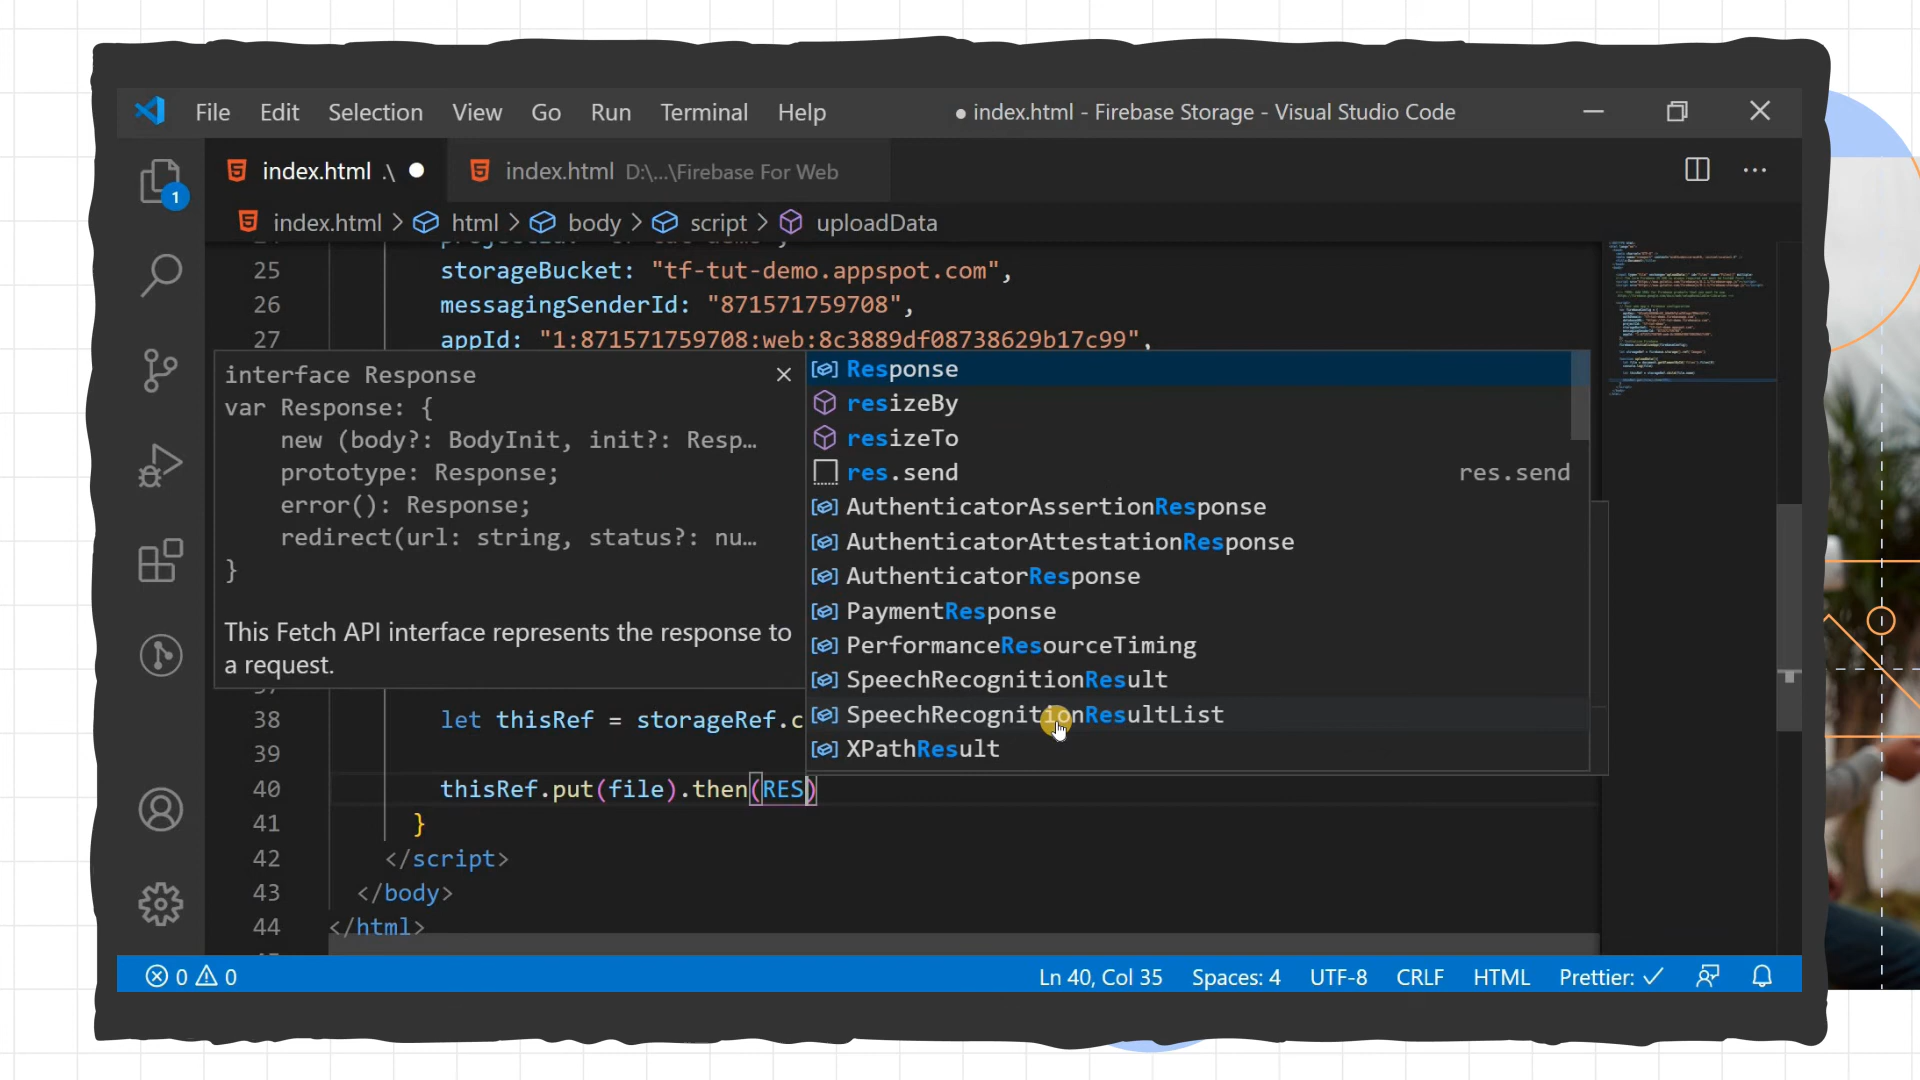 File Edit Selection View Go Run Terminal Help ● index.html - Firebase Storage - Visual Studio Code
index.html .\ ● index.html D:\...\Firebase For Web
1
index.html > html > body > script > uploadData
25 storageBucket: "tf-tut-demo.appspot.com",
26 messagingSenderId: "871571759708",
27 appId: "1:871571759708:web:8c3889df08738629b17c99",
interface Response
var Response: {
new (body?: BodyInit, init?: Resp…
prototype: Response;
error(): Response;
redirect(url: string, status?: nu…
}
This Fetch API interface represents the response to
a request.
Response
resizeBy
resizeTo
res.send res.send
AuthenticatorAssertionResponse
AuthenticatorAttestationResponse
AuthenticatorResponse
PaymentResponse
PerformanceResourceTiming
SpeechRecognitionResult
SpeechRecognitionResultList
XPathResult
38 let thisRef = storageRef.c
39
40 thisRef.put(file).then(RES)
41 }
42 </script>
43 </body>
44 </html>
0 0 Ln 40, Col 35 Spaces: 4 UTF-8 CRLF HTML Prettier: ✓